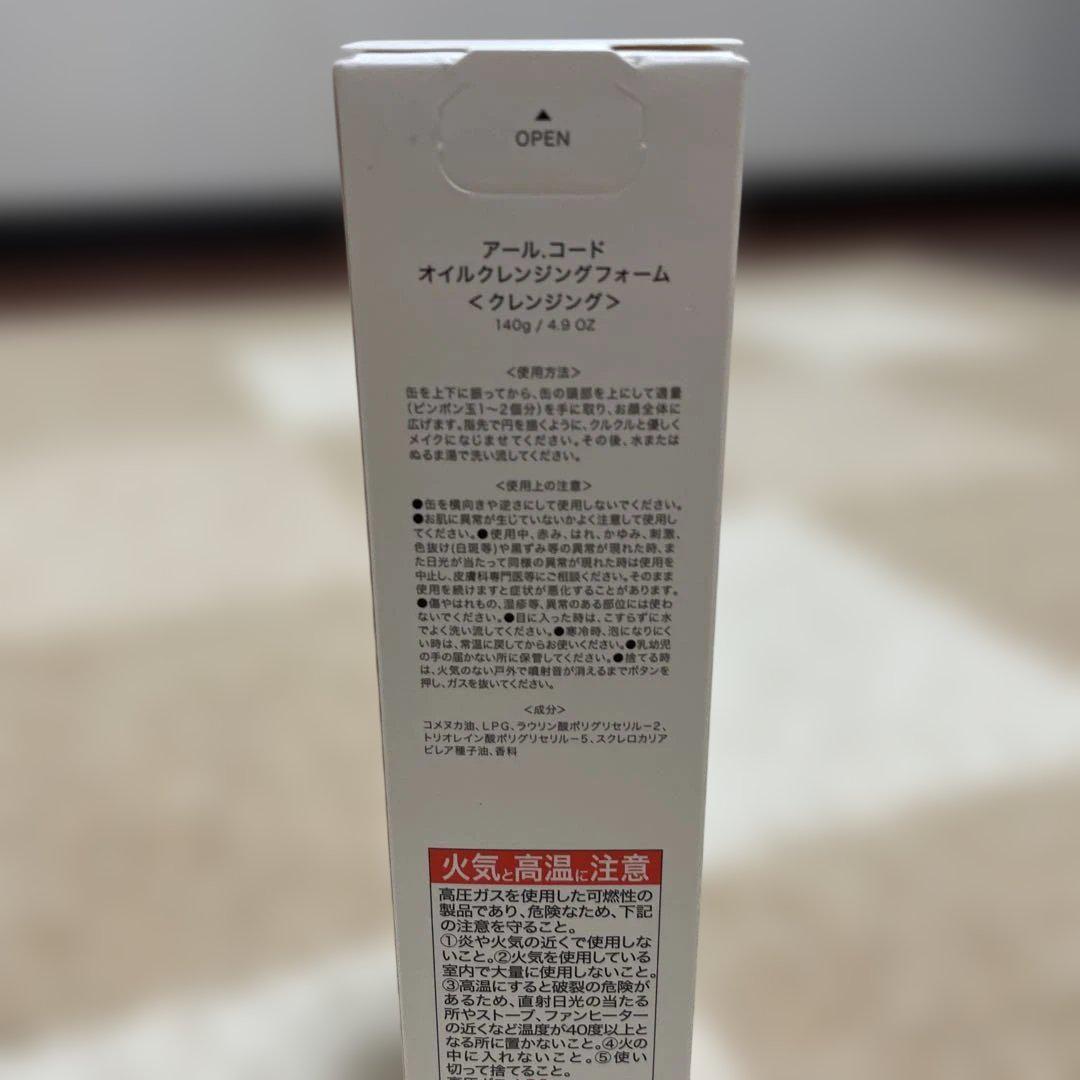 ▲
OPEN
アール.コード
オイルクレンジングフォーム
＜クレンジング＞
140g / 4.9 OZ
＜使用方法＞
缶を上下に振ってから、缶の頭部を上にして適量
(ピンポン玉1〜2個分)を手に取り、お顔全体に
広げます。指先で円を描くように、クルクルと優しく
メイクになじませてください。その後、水または
ぬるま湯で洗い流してください。
＜使用上の注意＞
●缶を横向きや逆さにして使用しないでください。
●お肌に異常が生じていないかよく注意して使用し
てください。●使用中、赤み、はれ、かゆみ、刺激、
色抜け(白斑等)や黒ずみ等の異常が現れた時、ま
た日光が当たって同様の異常が現れた時は使用を
中止し、皮膚科専門医等にご相談ください。そのまま
使用を続けますと症状が悪化することがあります。
●傷やはれもの、湿疹等、異常のある部位には使わ
ないでください。●目に入った時は、こすらずに水
でよく洗い流してください。●寒冷時、泡になりにく
い時は、常温に戻してからお使いください。●乳幼児
の手の届かない所に保管してください。●捨てる時
は、火気のない戸外で噴射音が消えるまでボタンを
押し、ガスを抜いてください。
＜成分＞
コメヌカ油、LPG、ラウリン酸ポリグリセリルー2、
トリオレイン酸ポリグリセリルー5、スクレロカリア
ビレア種子油、香料
火気と高温に注意
高圧ガスを使用した可燃性の
製品であり、危険なため、下記
の注意を守ること。
①炎や火気の近くで使用しな
いこと。②火気を使用している
室内で大量に使用しないこと。
③高温にすると破裂の危険が
あるため、直射日光の当たる
所やストーブ、ファンヒーター
の近くなど温度が40度以上と
なる所に置かないこと。④火の
中に入れないこと。⑤使い
切って捨てること。